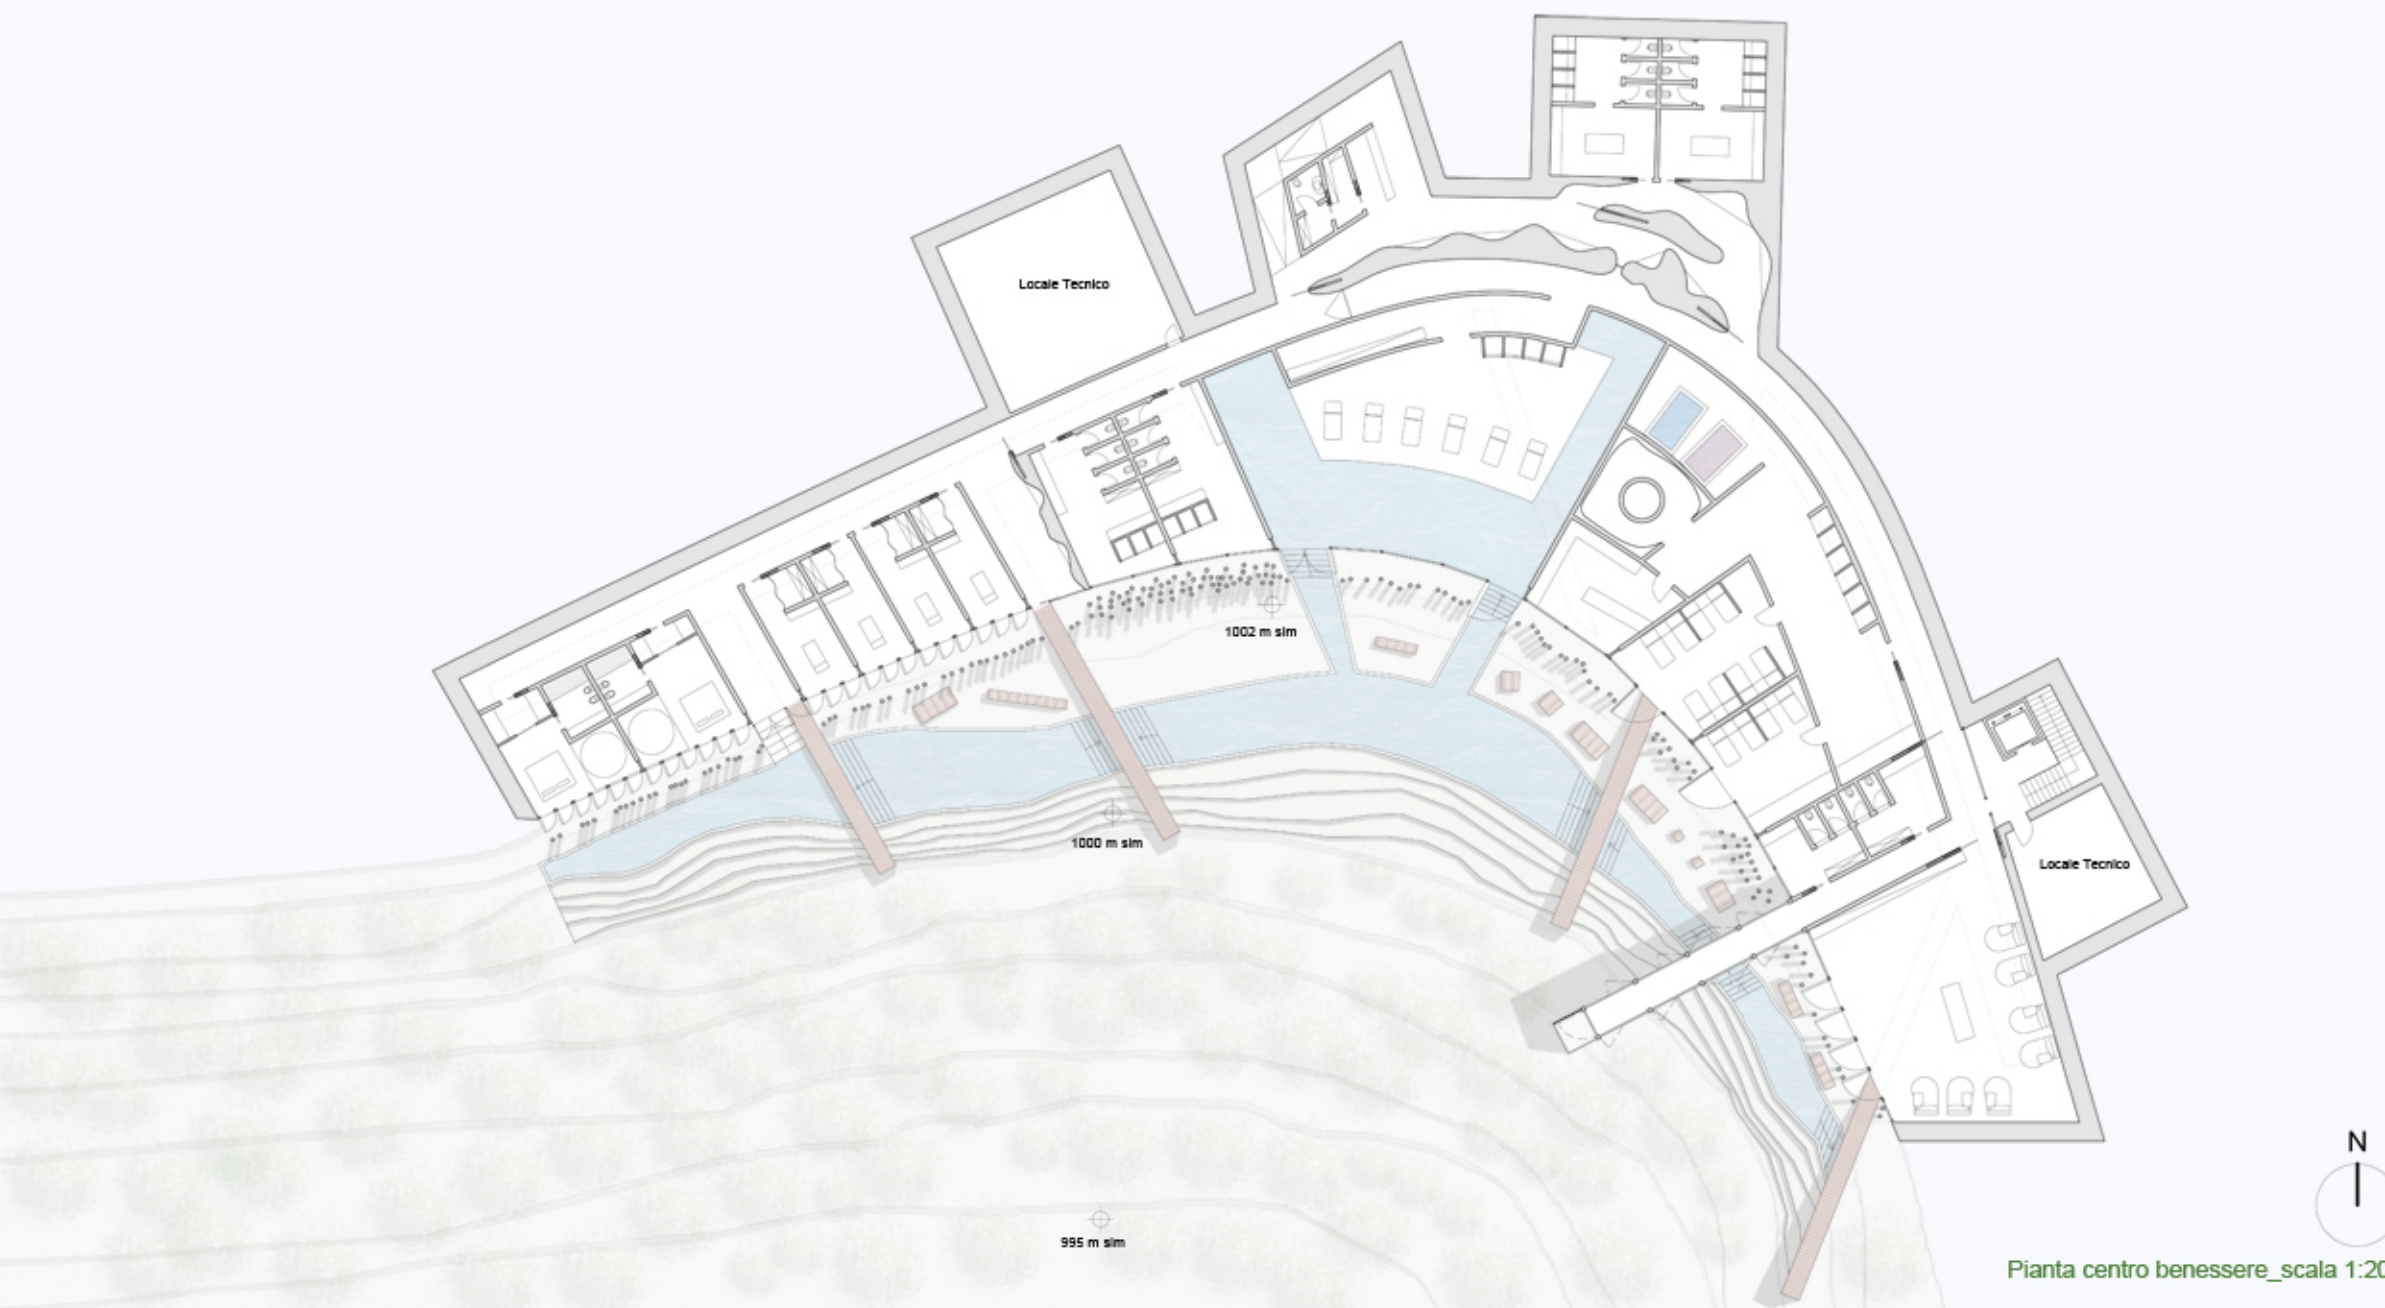 Locale Tecnico
1002 m slm
1000 m slm
Locale Tecnico
995 m slm
N
Pianta centro benessere_scala 1:20